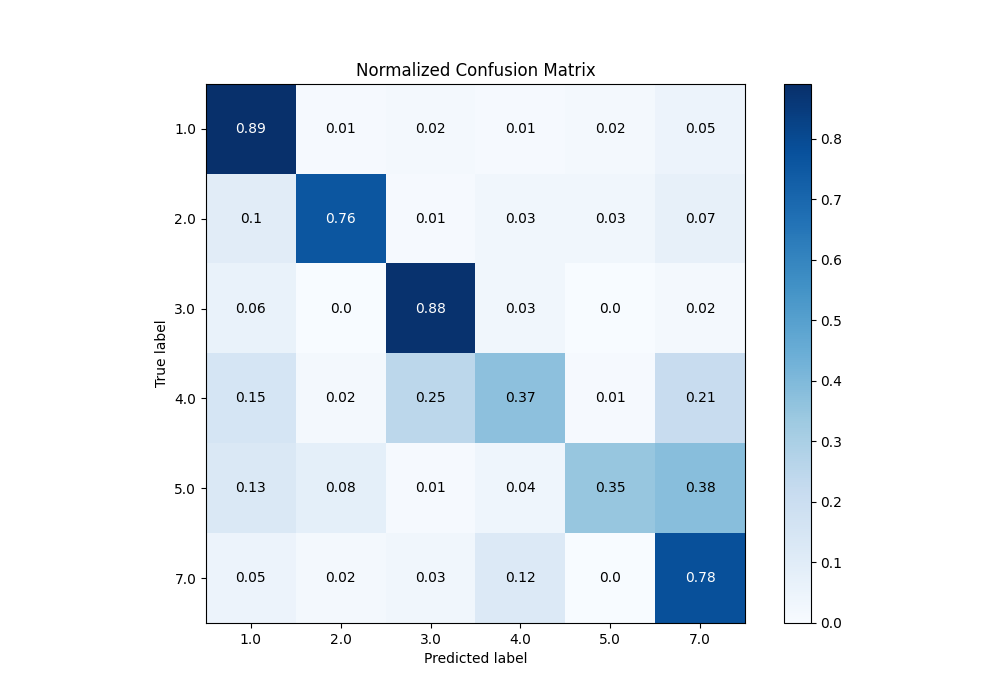 Normalized Confusion Matrix
True label
1.0 0.89 0.01 0.02 0.01 0.02 0.05
2.0 0.1 0.76 0.01 0.03 0.03 0.07
3.0 0.06 0.0 0.88 0.03 0.0 0.02
4.0 0.15 0.02 0.25 0.37 0.01 0.21
5.0 0.13 0.08 0.01 0.04 0.35 0.38
7.0 0.05 0.02 0.03 0.12 0.0 0.78
1.0 2.0 3.0 4.0 5.0 7.0
Predicted label
0.8
0.7
0.6
0.5
0.4
0.3
0.2
0.1
0.0